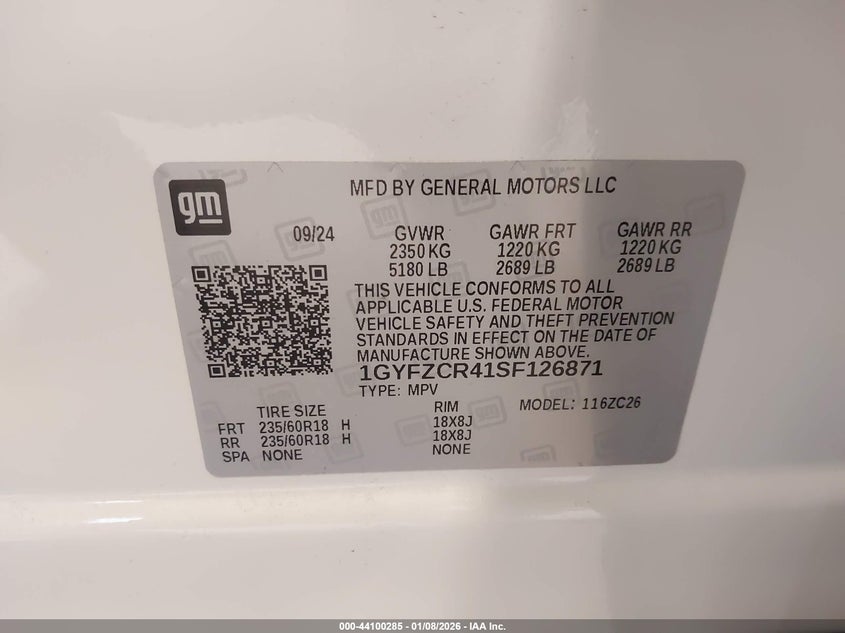 gm
MFD BY GENERAL MOTORS LLC
09/24 GVWR GAWR FRT GAWR RR
2350 KG 1220 KG 1220 KG
5180 LB 2689 LB 2689 LB
THIS VEHICLE CONFORMS TO ALL
APPLICABLE U.S. FEDERAL MOTOR
VEHICLE SAFETY AND THEFT PREVENTION
STANDARDS IN EFFECT ON THE DATE OF
MANUFACTURE SHOWN ABOVE.
1GYFZCR41SF126871
TYPE: MPV
TIRE SIZE RIM MODEL: 116ZC26
FRT 235/60R18 H 18X8J
RR 235/60R18 H 18X8J
SPA NONE NONE
000-44100285 - 01/08/2026 - IAA Inc.